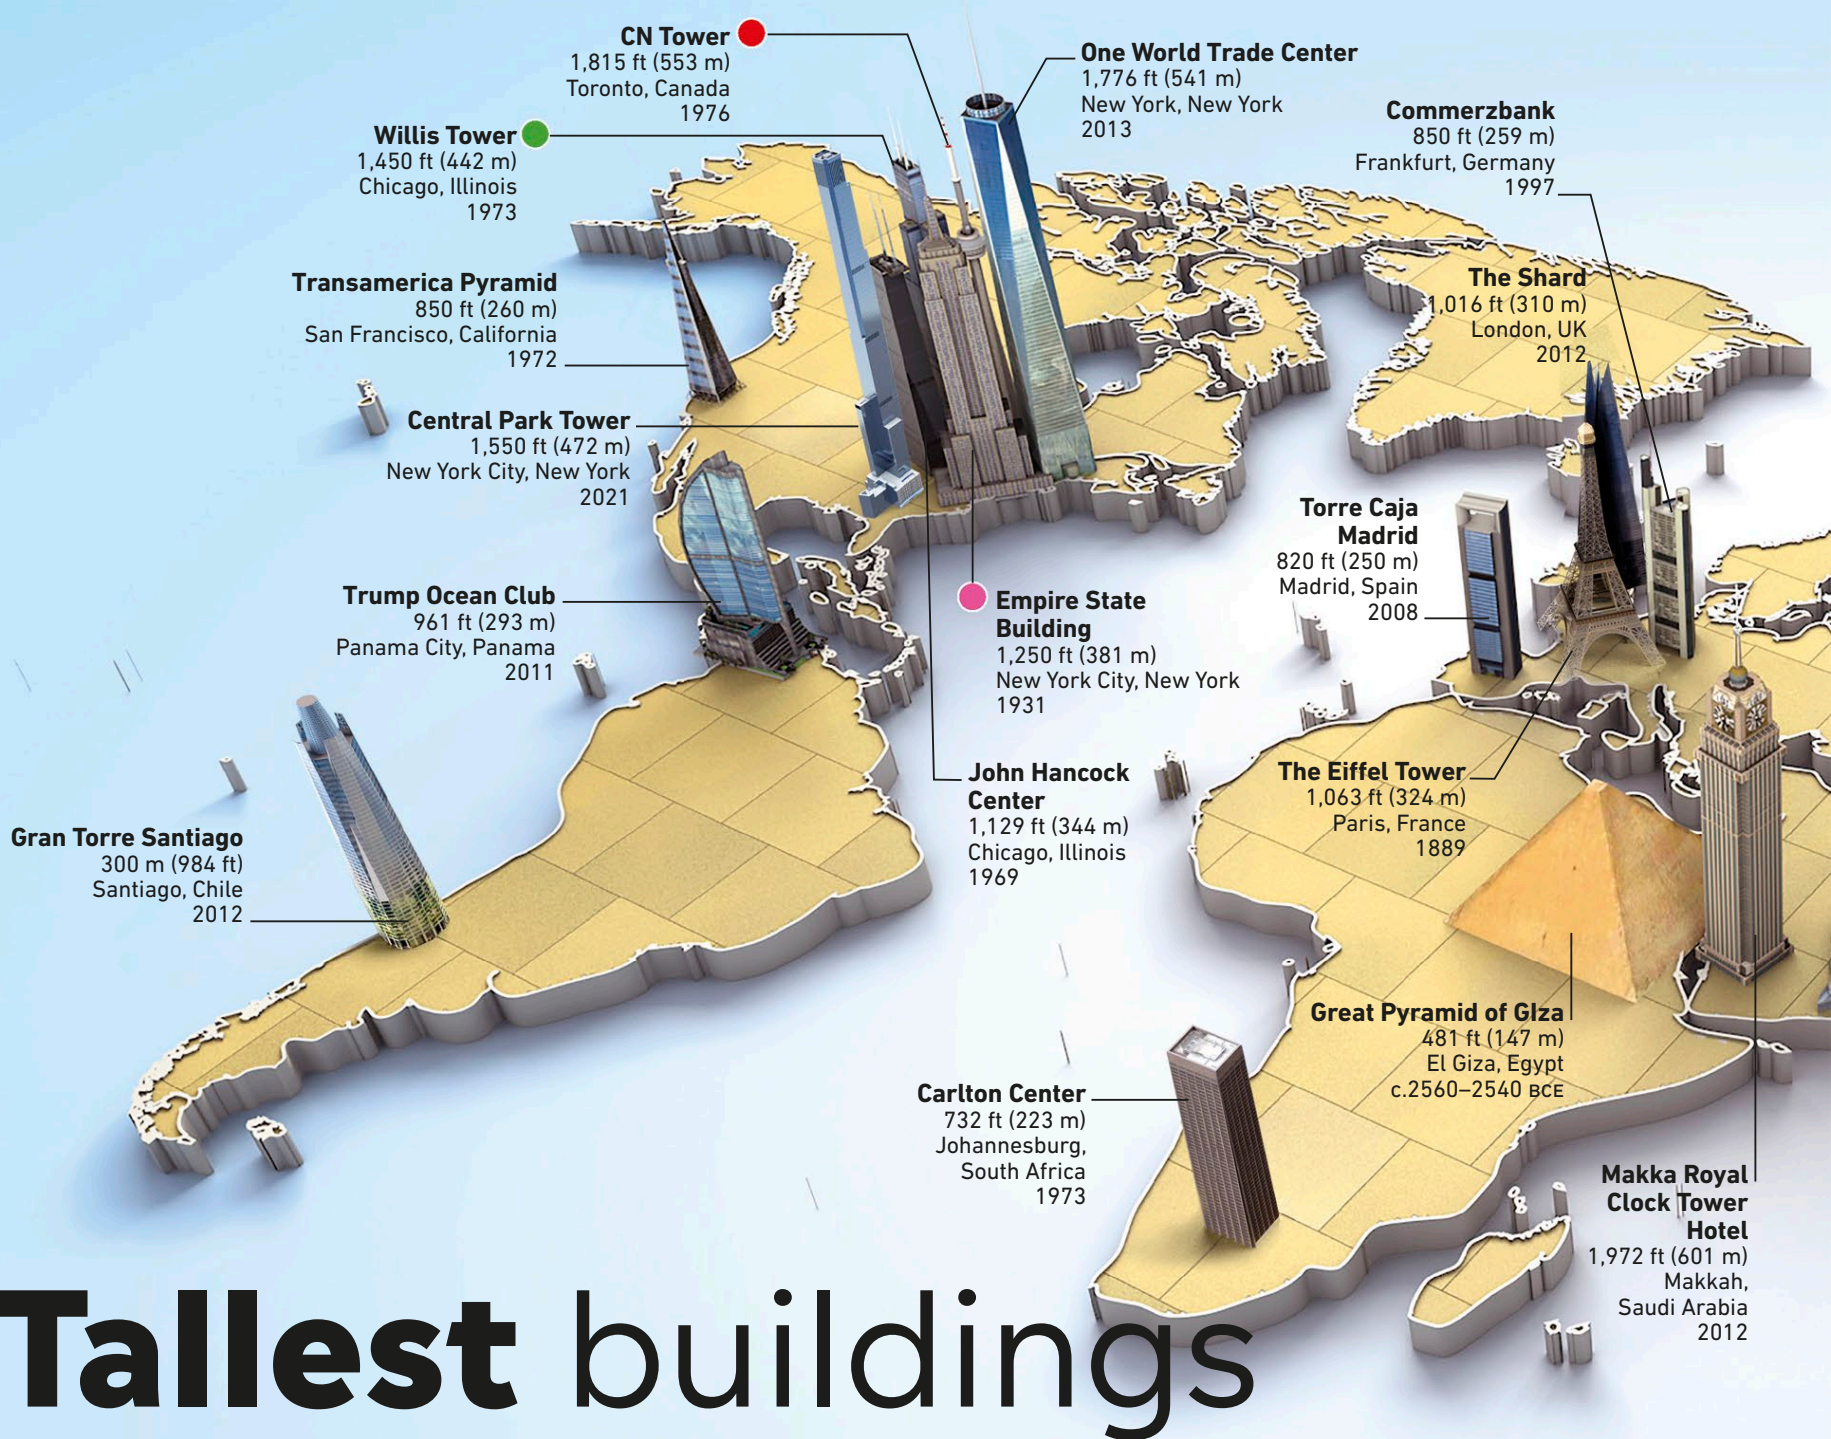 CN Tower
1,815 ft (553 m)
Toronto, Canada
1976
One World Trade Center
1,776 ft (541 m)
New York, New York
2013
Commerzbank
850 ft (259 m)
Frankfurt, Germany
1997
Willis Tower
1,450 ft (442 m)
Chicago, Illinois
1973
Transamerica Pyramid
850 ft (260 m)
San Francisco, California
1972
The Shard
1,016 ft (310 m)
London, UK
2012
Central Park Tower
1,550 ft (472 m)
New York City, New York
2021
Torre Caja
Madrid
820 ft (250 m)
Madrid, Spain
2008
Trump Ocean Club
961 ft (293 m)
Panama City, Panama
2011
Empire State
Building
1,250 ft (381 m)
New York City, New York
1931
John Hancock
Center
1,129 ft (344 m)
Chicago, Illinois
1969
The Eiffel Tower
1,063 ft (324 m)
Paris, France
1889
Gran Torre Santiago
300 m (984 ft)
Santiago, Chile
2012
Great Pyramid of GIza
481 ft (147 m)
El Giza, Egypt
c.2560–2540 BCE
Carlton Center
732 ft (223 m)
Johannesburg,
South Africa
1973
Makka Royal
Clock Tower
Hotel
1,972 ft (601 m)
Makkah,
Saudi Arabia
2012
Tallest buildings